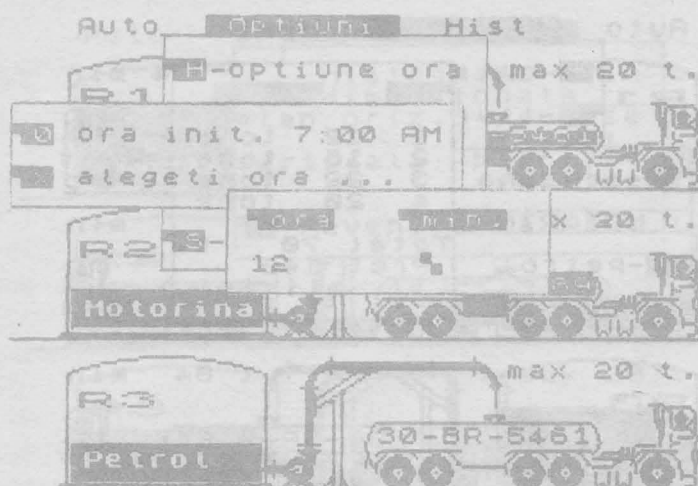 Auto Optiuni Hist
H-optiune ora max 20 t.
R1
0 ora init. 7:00 AM
alegeti ora ...
ora min. x 20 t.
R2 S-
12
Motorina
max 20 t.
R3
30-BR-5461
Petrol